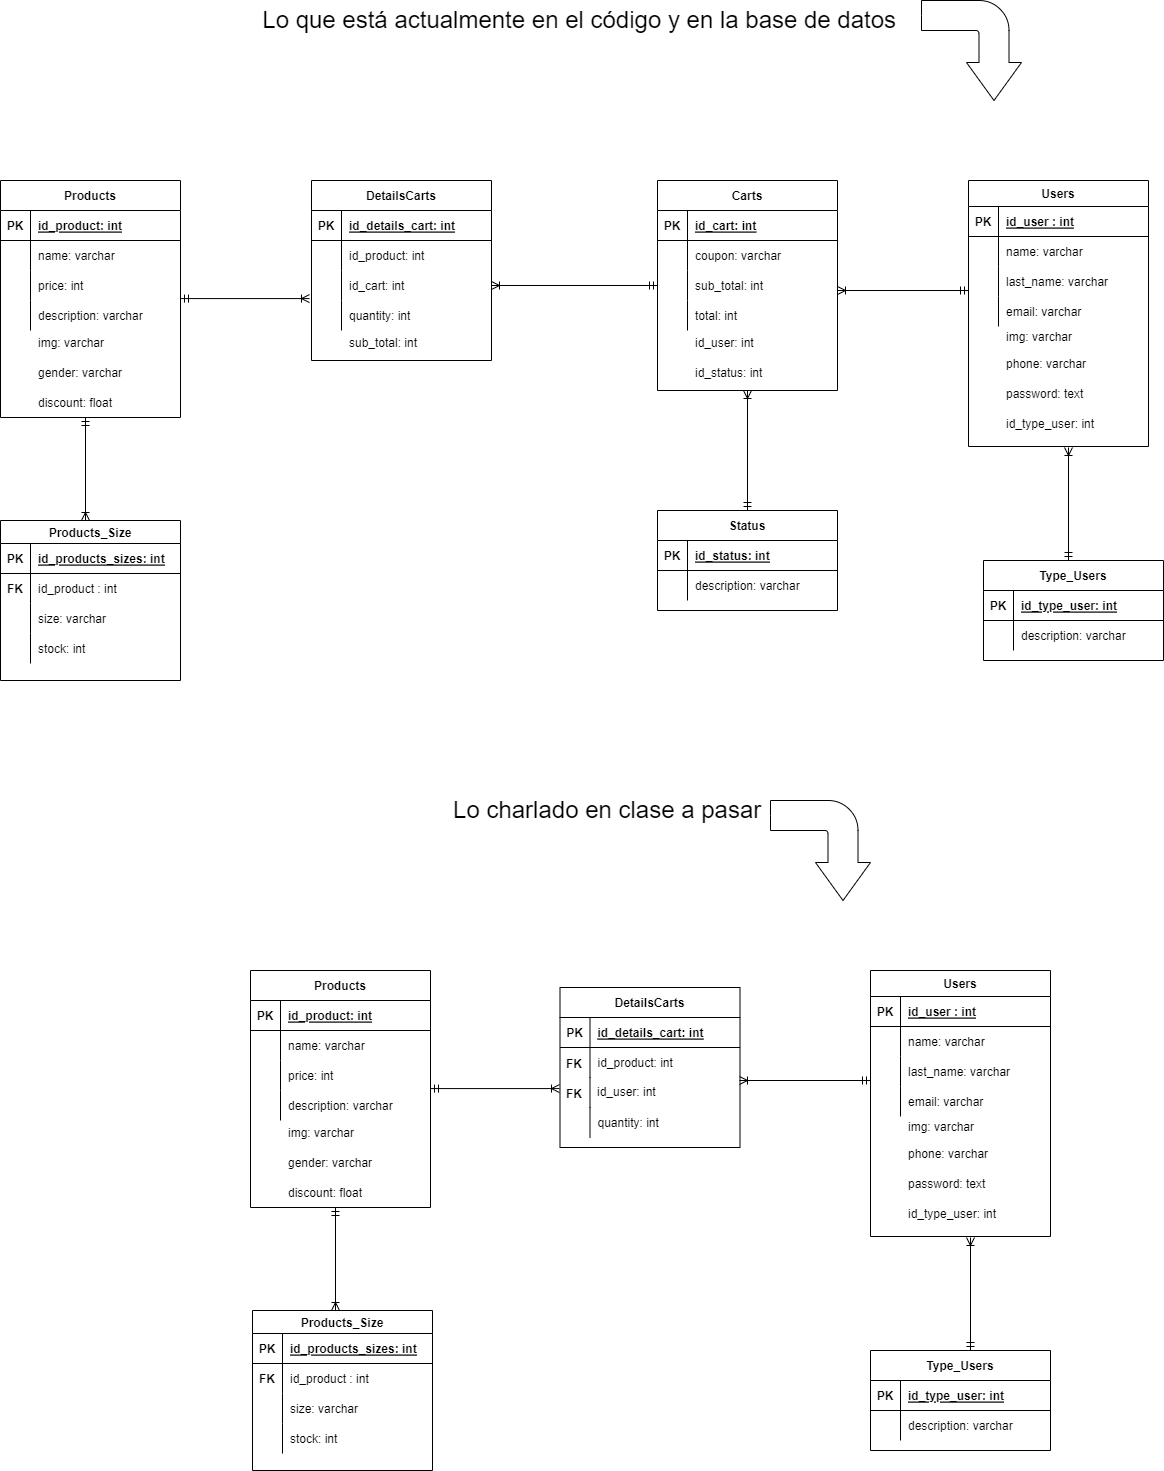 Lo que está actualmente en el código y en la base de datos
Products
PK id_product: int
name: varchar
price: int
description: varchar
img: varchar
gender: varchar
discount: float
DetailsCarts
PK id_details_cart: int
id_product: int
id_cart: int
quantity: int
sub_total: int
Carts
PK id_cart: int
coupon: varchar
sub_total: int
total: int
id_user: int
id_status: int
Users
PK id_user : int
name: varchar
last_name: varchar
email: varchar
img: varchar
phone: varchar
password: text
id_type_user: int
Products_Size
PK id_products_sizes: int
FK id_product : int
size: varchar
stock: int
Status
PK id_status: int
description: varchar
Type_Users
PK id_type_user: int
description: varchar
Lo charlado en clase a pasar
Products
PK id_product: int
name: varchar
price: int
description: varchar
img: varchar
gender: varchar
discount: float
DetailsCarts
PK id_details_cart: int
FK id_product: int
FK id_user: int
quantity: int
Users
PK id_user : int
name: varchar
last_name: varchar
email: varchar
img: varchar
phone: varchar
password: text
id_type_user: int
Products_Size
PK id_products_sizes: int
FK id_product : int
size: varchar
stock: int
Type_Users
PK id_type_user: int
description: varchar